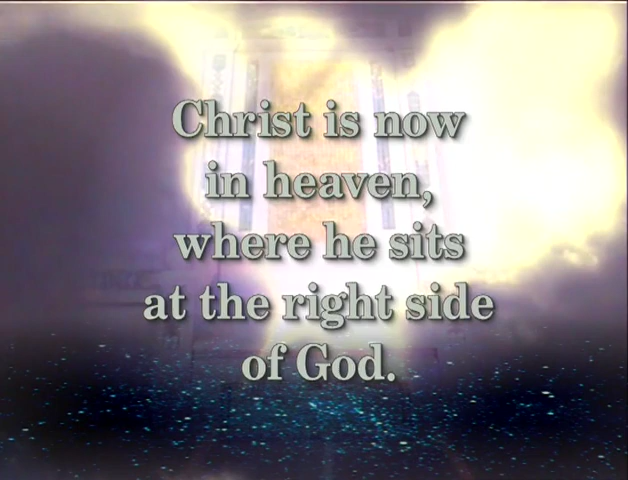 Christ is now
in heaven,
where he sits
at the right side
of God.